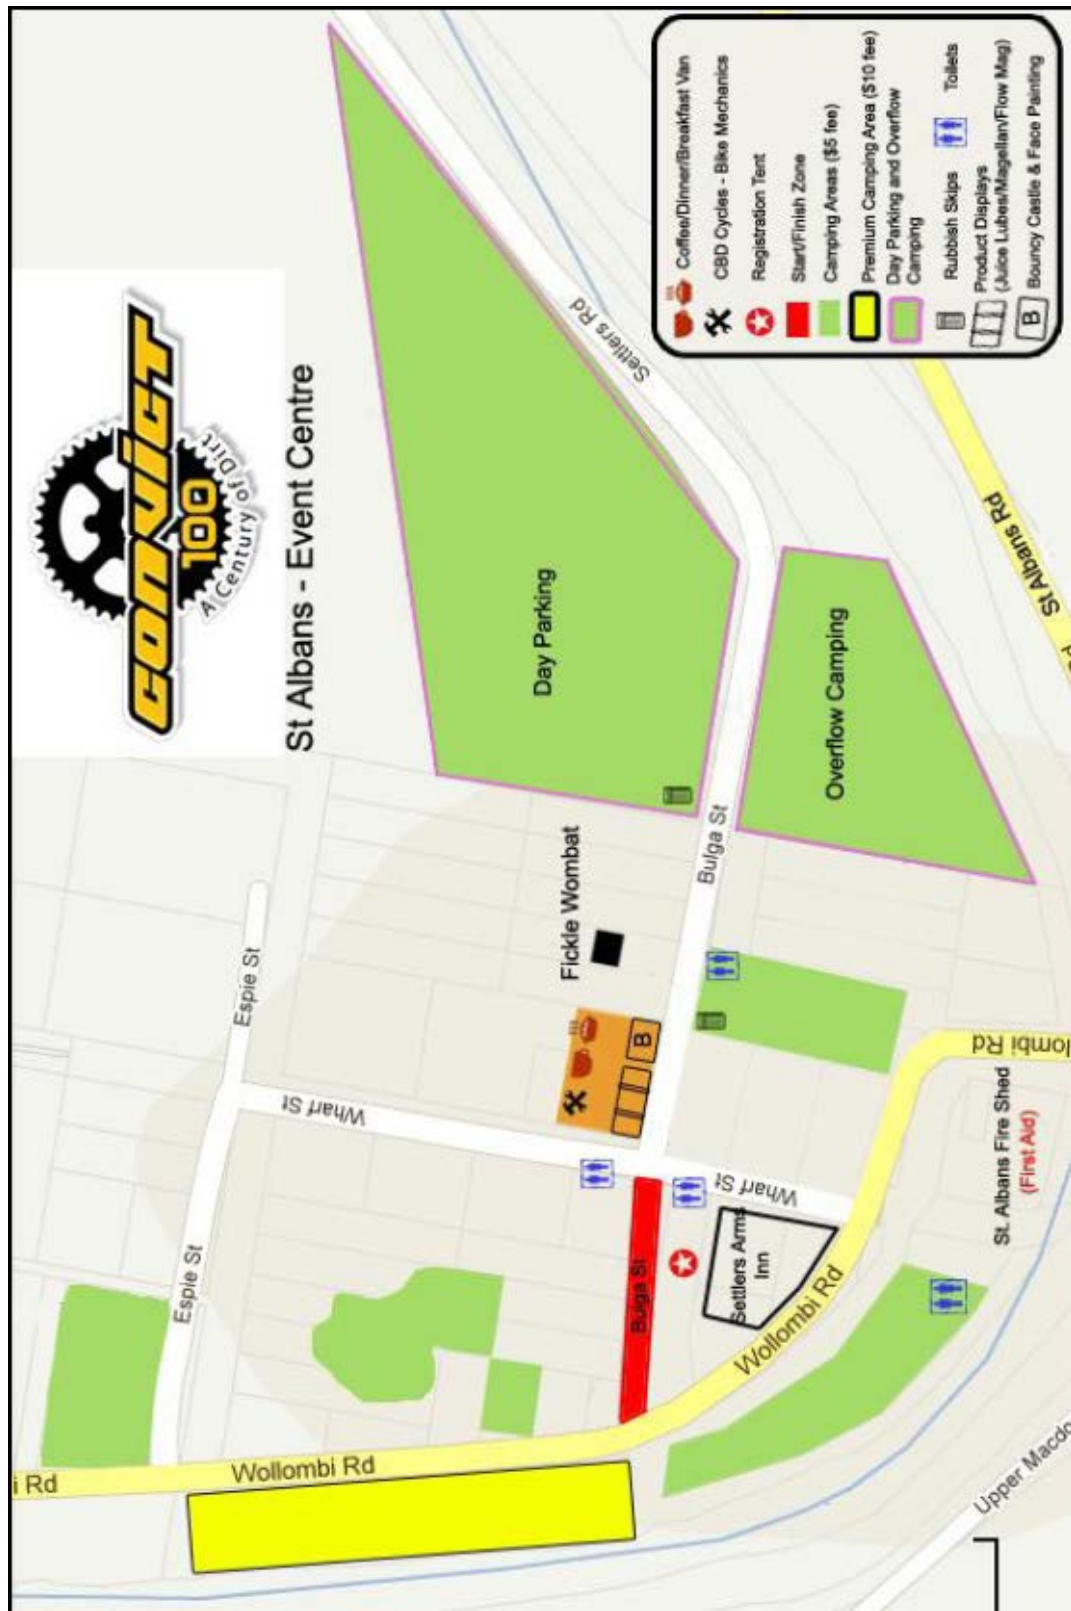 CONVICT
100
A Century of Dirt
St Albans - Event Centre
Coffee/Dinner/Breakfast Van
CBD Cycles - Bike Mechanics
Registration Tent
Start/Finish Zone
Camping Areas ($5 fee)
Premium Camping Area ($10 fee)
Day Parking and Overflow
Camping
Rubbish Skips
Toilets
Product Displays
(Juice Lubes/Magellan/Flow Mag)
B
Bouncy Castle & Face Painting
Settlers Rd
St Albans Rd
Rd
Day Parking
Overflow Camping
Bulga St
Fickle Wombat
Espie St
Wharf St
B
Wharf St
llombi Rd
St. Albans Fire Shed
(First Aid)
Espie St
Bulga St
Settlers Arms
Inn
Wollombi Rd
Wollombi Rd
i Rd
Upper Macdo